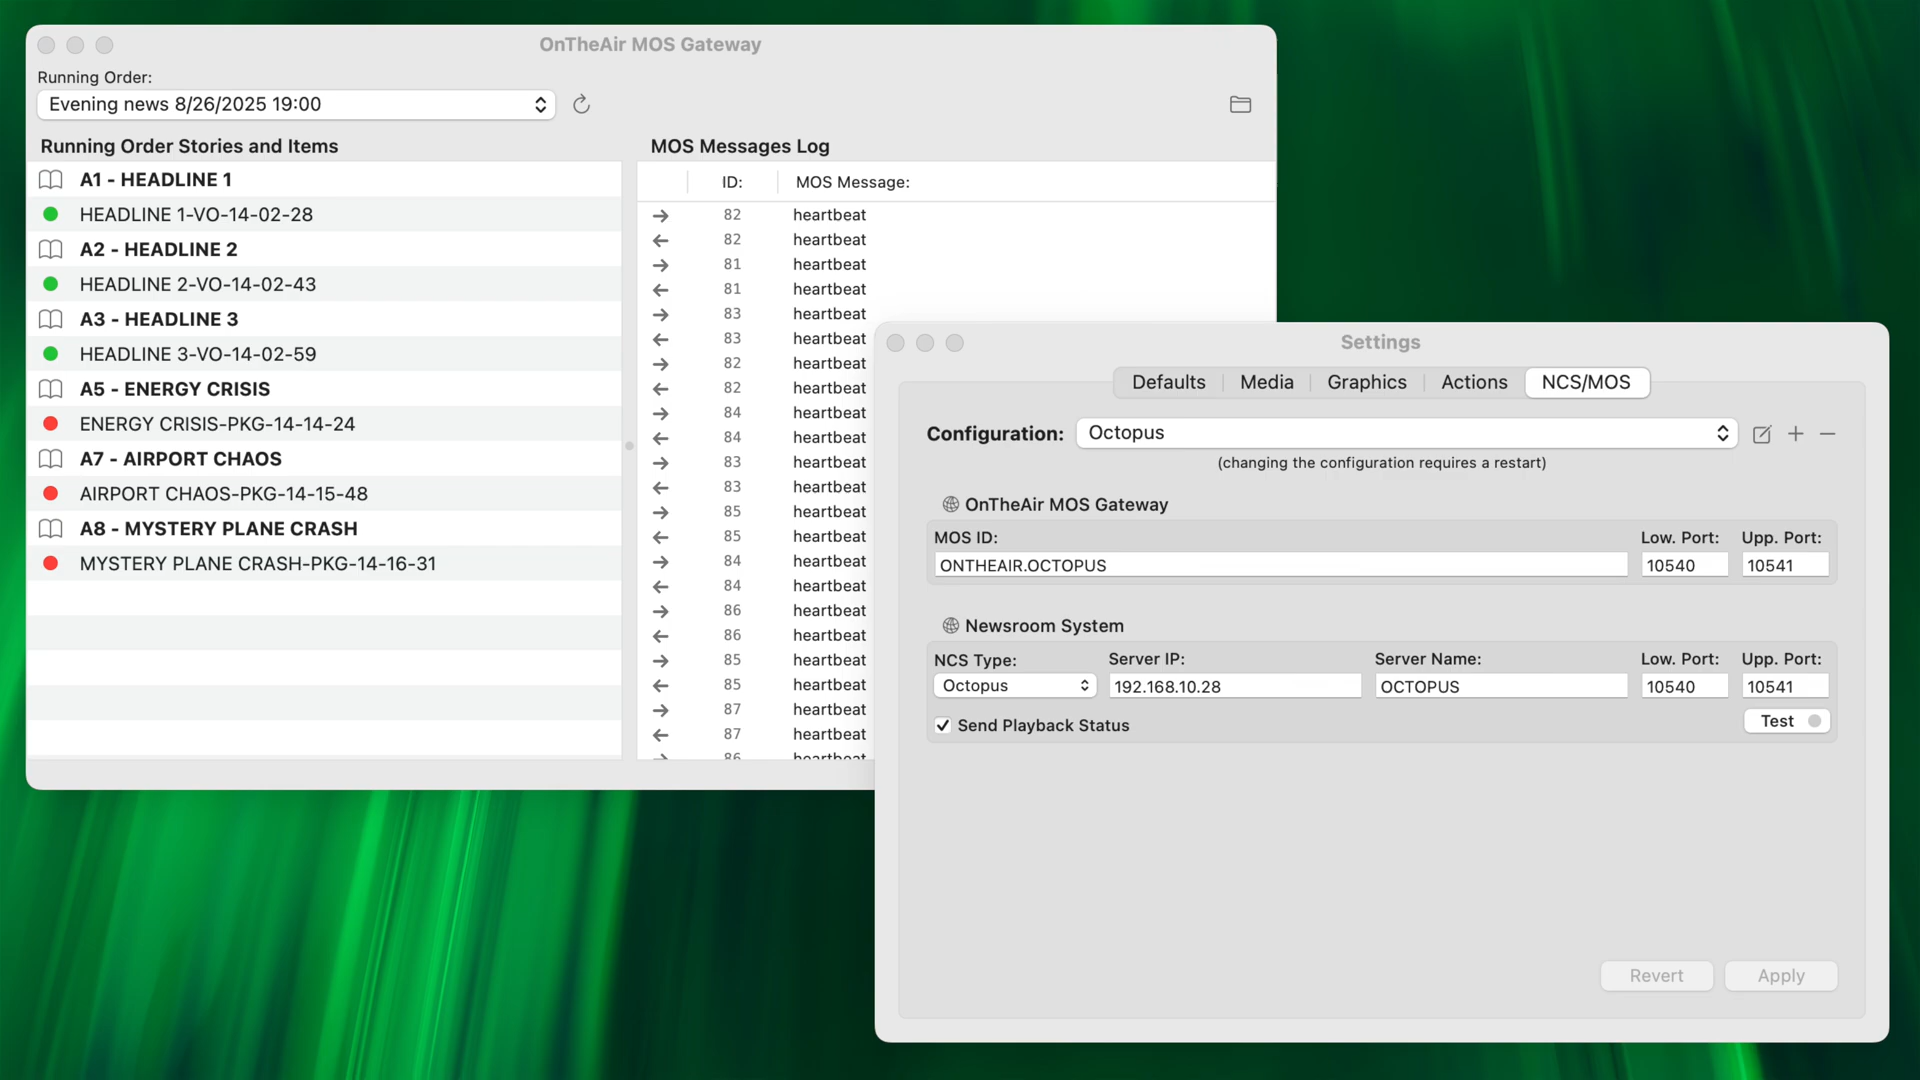 OnTheAir MOS Gateway
Running Order:
Evening news 8/26/2025 19:00
Running Order Stories and Items
A1 - HEADLINE 1
HEADLINE 1-VO-14-02-28
A2 - HEADLINE 2
HEADLINE 2-VO-14-02-43
A3 - HEADLINE 3
HEADLINE 3-VO-14-02-59
A5 - ENERGY CRISIS
ENERGY CRISIS-PKG-14-14-24
A7 - AIRPORT CHAOS
AIRPORT CHAOS-PKG-14-15-48
A8 - MYSTERY PLANE CRASH
MYSTERY PLANE CRASH-PKG-14-16-31
MOS Messages Log
ID: MOS Message:
→ 82 heartbeat
← 82 heartbeat
→ 81 heartbeat
← 81 heartbeat
→ 83 heartbeat
← 83 heartbeat
→ 82 heartbeat
← 82 heartbeat
→ 84 heartbeat
← 84 heartbeat
→ 83 heartbeat
← 83 heartbeat
→ 85 heartbeat
← 85 heartbeat
→ 84 heartbeat
← 84 heartbeat
→ 86 heartbeat
← 86 heartbeat
→ 85 heartbeat
← 85 heartbeat
→ 87 heartbeat
← 87 heartbeat
→ 86 heartbeat
Settings
Defaults Media Graphics Actions NCS/MOS
Configuration: Octopus
(changing the configuration requires a restart)
OnTheAir MOS Gateway
MOS ID: Low. Port: Upp. Port:
ONTHEAIR.OCTOPUS 10540 10541
Newsroom System
NCS Type: Server IP: Server Name: Low. Port: Upp. Port:
Octopus 192.168.10.28 OCTOPUS 10540 10541
Send Playback Status Test
Revert Apply